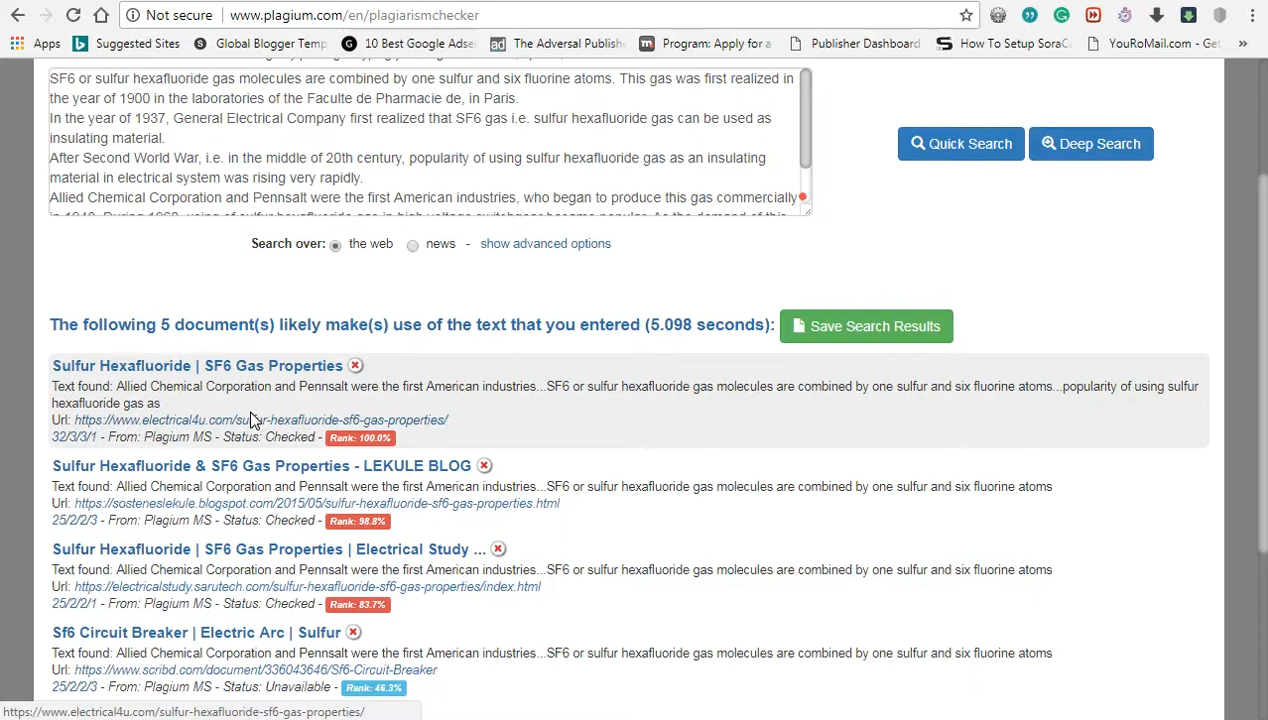 Not secure | www.plagium.com/en/plagiarismchecker
Apps Suggested Sites Global Blogger Temp 10 Best Google Adse The Adversal Publishe Program: Apply for a Publisher Dashboard How To Setup SoraC YouRoMail.com - Get »
SF6 or sulfur hexafluoride gas molecules are combined by one sulfur and six fluorine atoms. This gas was first realized in
the year of 1900 in the laboratories of the Faculte de Pharmacie de, in Paris.
In the year of 1937, General Electrical Company first realized that SF6 gas i.e. sulfur hexafluoride gas can be used as
insulating material.
After Second World War, i.e. in the middle of 20th century, popularity of using sulfur hexafluoride gas as an insulating
material in electrical system was rising very rapidly.
Allied Chemical Corporation and Pennsalt were the first American industries, who began to produce this gas commercially
Quick Search Deep Search
Search over: the web news - show advanced options
The following 5 document(s) likely make(s) use of the text that you entered (5.098 seconds): Save Search Results
Sulfur Hexafluoride | SF6 Gas Properties
Text found: Allied Chemical Corporation and Pennsalt were the first American industries...SF6 or sulfur hexafluoride gas molecules are combined by one sulfur and six fluorine atoms...popularity of using sulfur
hexafluoride gas as
Url: https://www.electrical4u.com/sulfur-hexafluoride-sf6-gas-properties/
32/3/3/1 - From: Plagium MS - Status: Checked - Rank: 100.0%
Sulfur Hexafluoride & SF6 Gas Properties - LEKULE BLOG
Text found: Allied Chemical Corporation and Pennsalt were the first American industries...SF6 or sulfur hexafluoride gas molecules are combined by one sulfur and six fluorine atoms
Url: https://sosteneslekule.blogspot.com/2015/05/sulfur-hexafluoride-sf6-gas-properties.html
25/2/2/3 - From: Plagium MS - Status: Checked - Rank: 98.8%
Sulfur Hexafluoride | SF6 Gas Properties | Electrical Study ...
Text found: Allied Chemical Corporation and Pennsalt were the first American industries...SF6 or sulfur hexafluoride gas molecules are combined by one sulfur and six fluorine atoms
Url: https://electricalstudy.sarutech.com/sulfur-hexafluoride-sf6-gas-properties/index.html
25/2/2/1 - From: Plagium MS - Status: Checked - Rank: 83.7%
Sf6 Circuit Breaker | Electric Arc | Sulfur
Text found: Allied Chemical Corporation and Pennsalt were the first American industries...SF6 or sulfur hexafluoride gas molecules are combined by one sulfur and six fluorine atoms
Url: https://www.scribd.com/document/336043646/Sf6-Circuit-Breaker
25/2/2/3 - From: Plagium MS - Status: Unavailable - Rank: 46.3%
https://www.electrical4u.com/sulfur-hexafluoride-sf6-gas-properties/